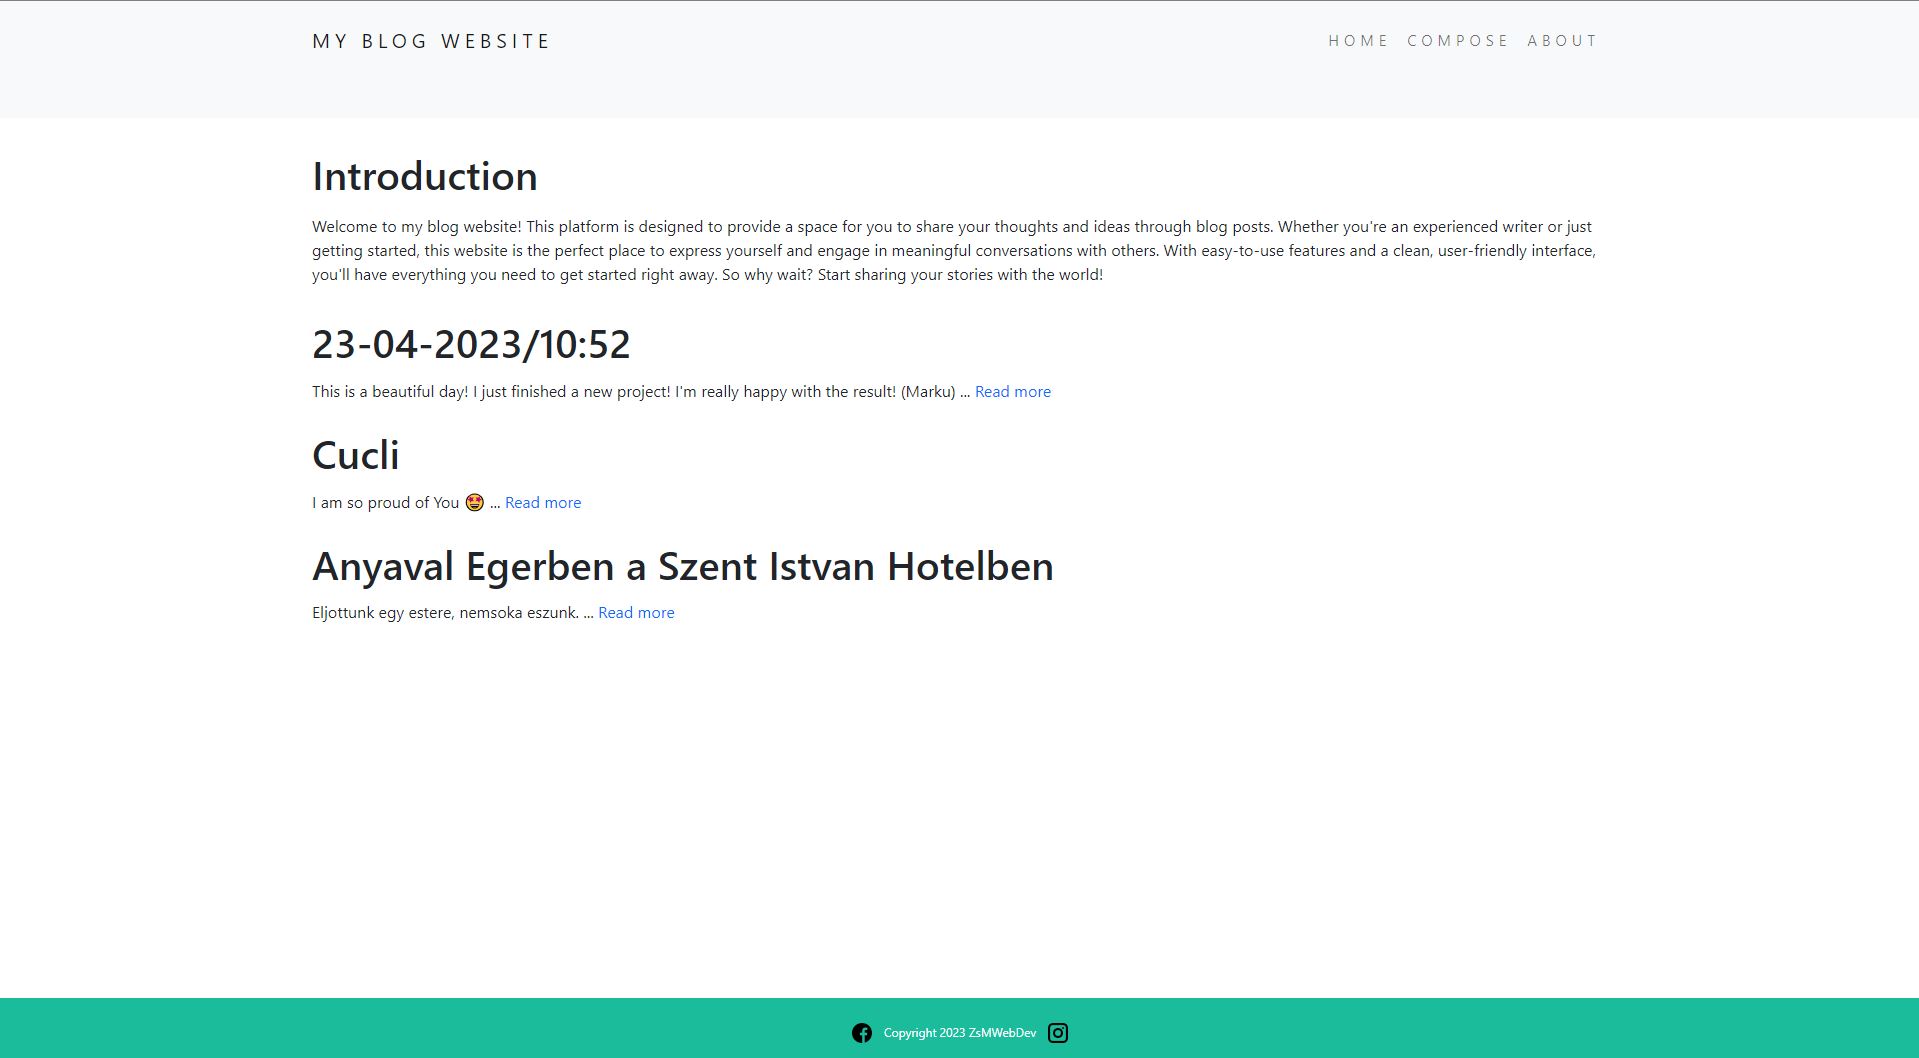 MY BLOG WEBSITE
HOME COMPOSE ABOUT
Introduction
Welcome to my blog website! This platform is designed to provide a space for you to share your thoughts and ideas through blog posts. Whether you're an experienced writer or just
getting started, this website is the perfect place to express yourself and engage in meaningful conversations with others. With easy-to-use features and a clean, user-friendly interface,
you'll have everything you need to get started right away. So why wait? Start sharing your stories with the world!
23-04-2023/10:52
This is a beautiful day! I just finished a new project! I'm really happy with the result! (Marku) ... Read more
Cucli
I am so proud of You 🤩 ... Read more
Anyaval Egerben a Szent Istvan Hotelben
Eljottunk egy estere, nemsoka eszunk. ... Read more
Copyright 2023 ZsMWebDev